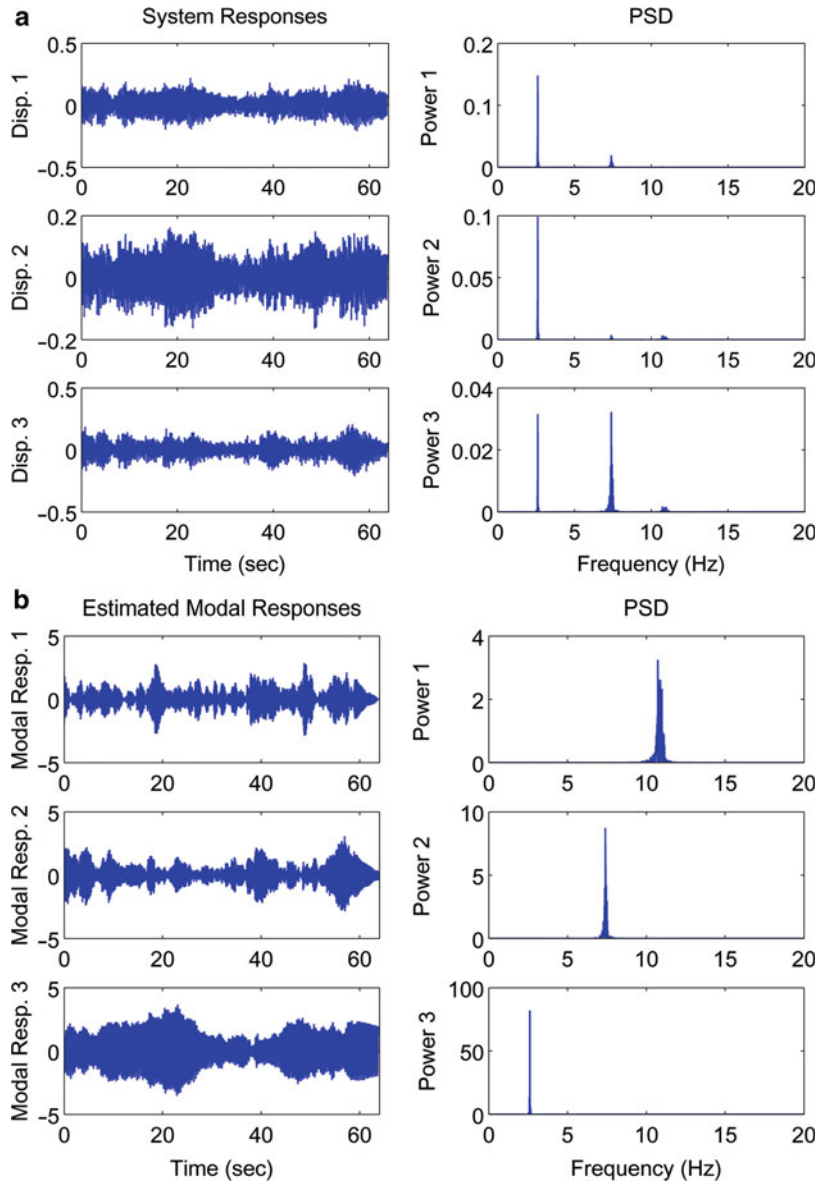 a
System Responses
PSD
Disp. 1
0.5
0
−0.5
0 20 40 60
Power 1
0.2
0.1
0
0 5 10 15 20
Disp. 2
0.2
0
−0.2
0 20 40 60
Power 2
0.1
0.05
0
0 5 10 15 20
Disp. 3
0.5
0
−0.5
0 20 40 60
Time (sec)
Power 3
0.04
0.02
0
0 5 10 15 20
Frequency (Hz)
b
Estimated Modal Responses
PSD
Modal Resp. 1
5
0
−5
0 20 40 60
Power 1
4
2
0
0 5 10 15 20
Modal Resp. 2
5
0
−5
0 20 40 60
Power 2
10
5
0
0 5 10 15 20
Modal Resp. 3
5
0
−5
0 20 40 60
Time (sec)
Power 3
100
50
0
0 5 10 15 20
Frequency (Hz)